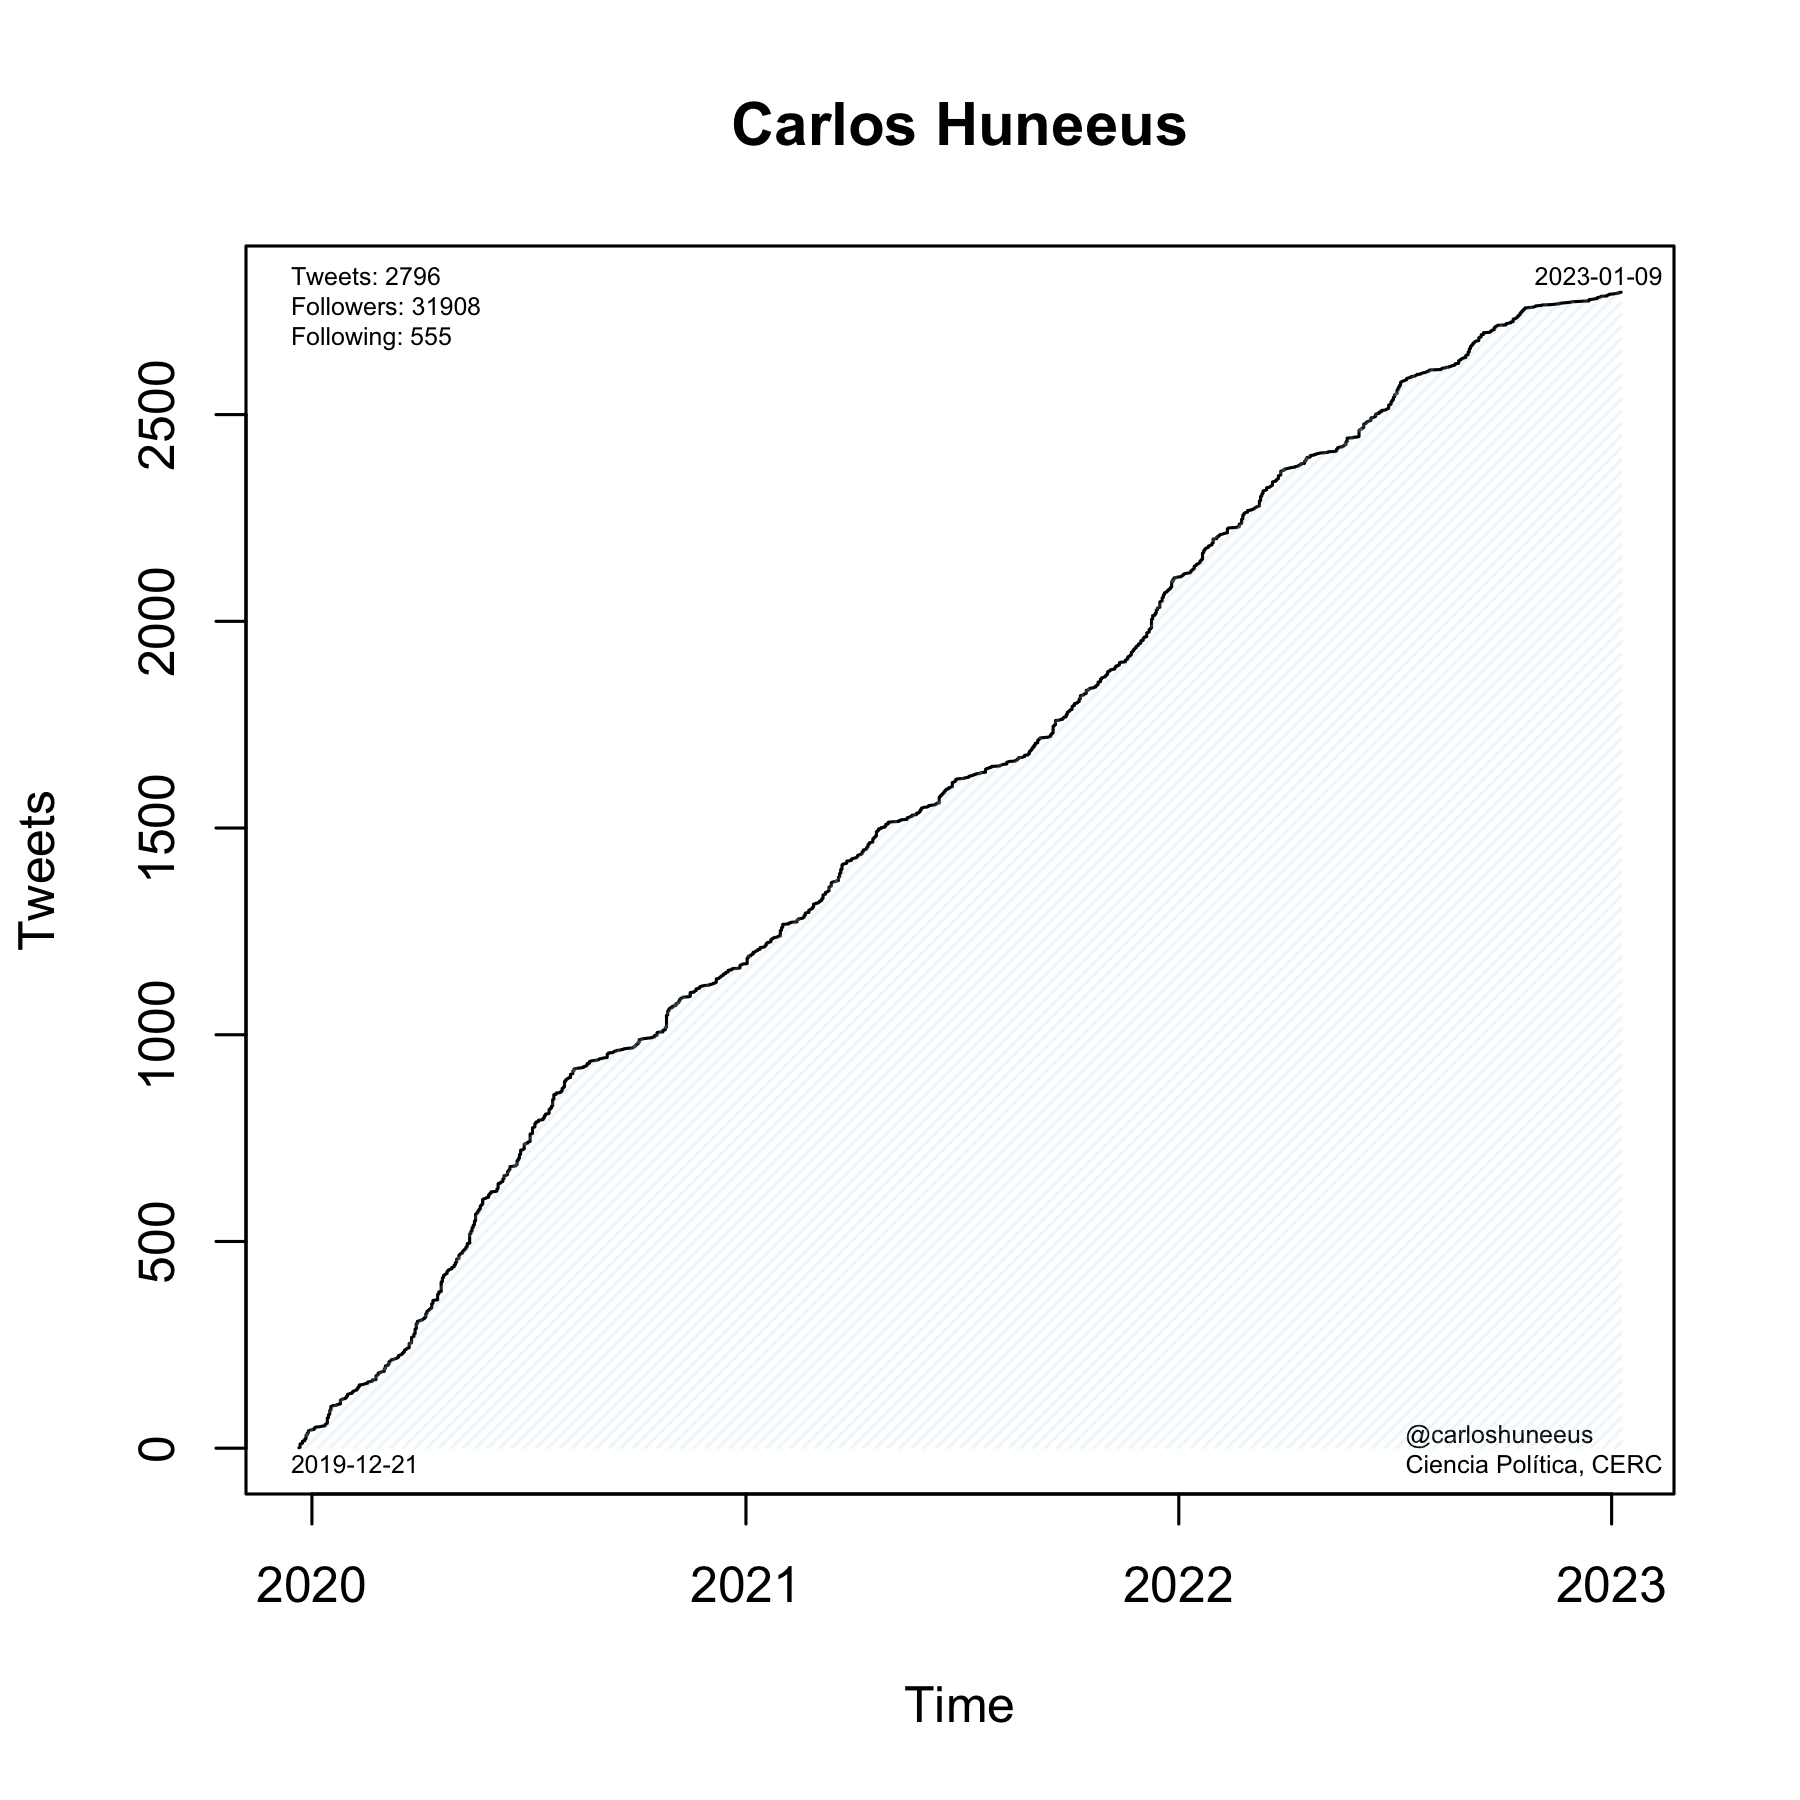 Carlos Huneeus
Tweets: 2796
Followers: 31908
Following: 555
2023-01-09
2500
2000
1500
1000
500
0
Tweets
2019-12-21
@carloshuneeus
Ciencia Política, CERC
2020
2021
2022
2023
Time